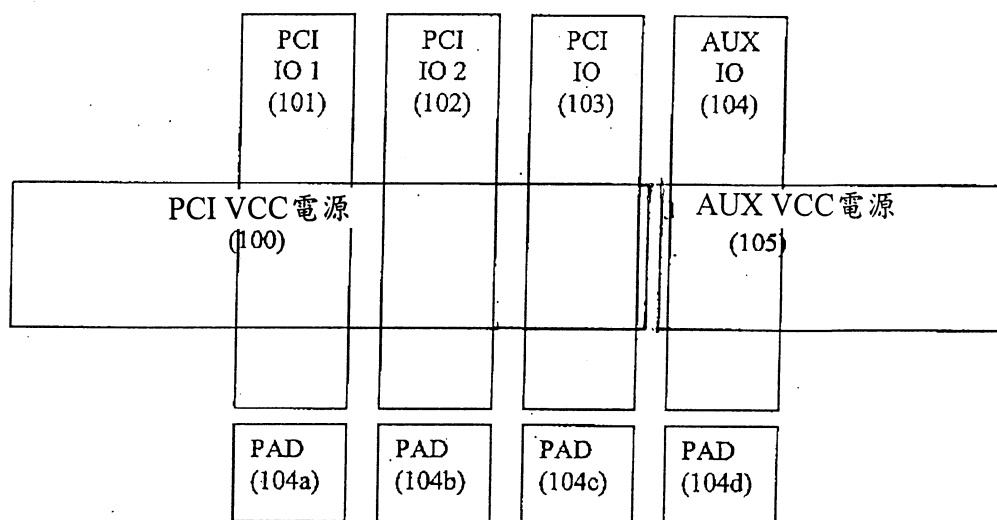 PCI
IO 1
(101)
PCI
IO 2
(102)
PCI
IO
(103)
AUX
IO
(104)
PCI VCC電源
(100)
AUX VCC電源
(105)
PAD
(104a)
PAD
(104b)
PAD
(104c)
PAD
(104d)